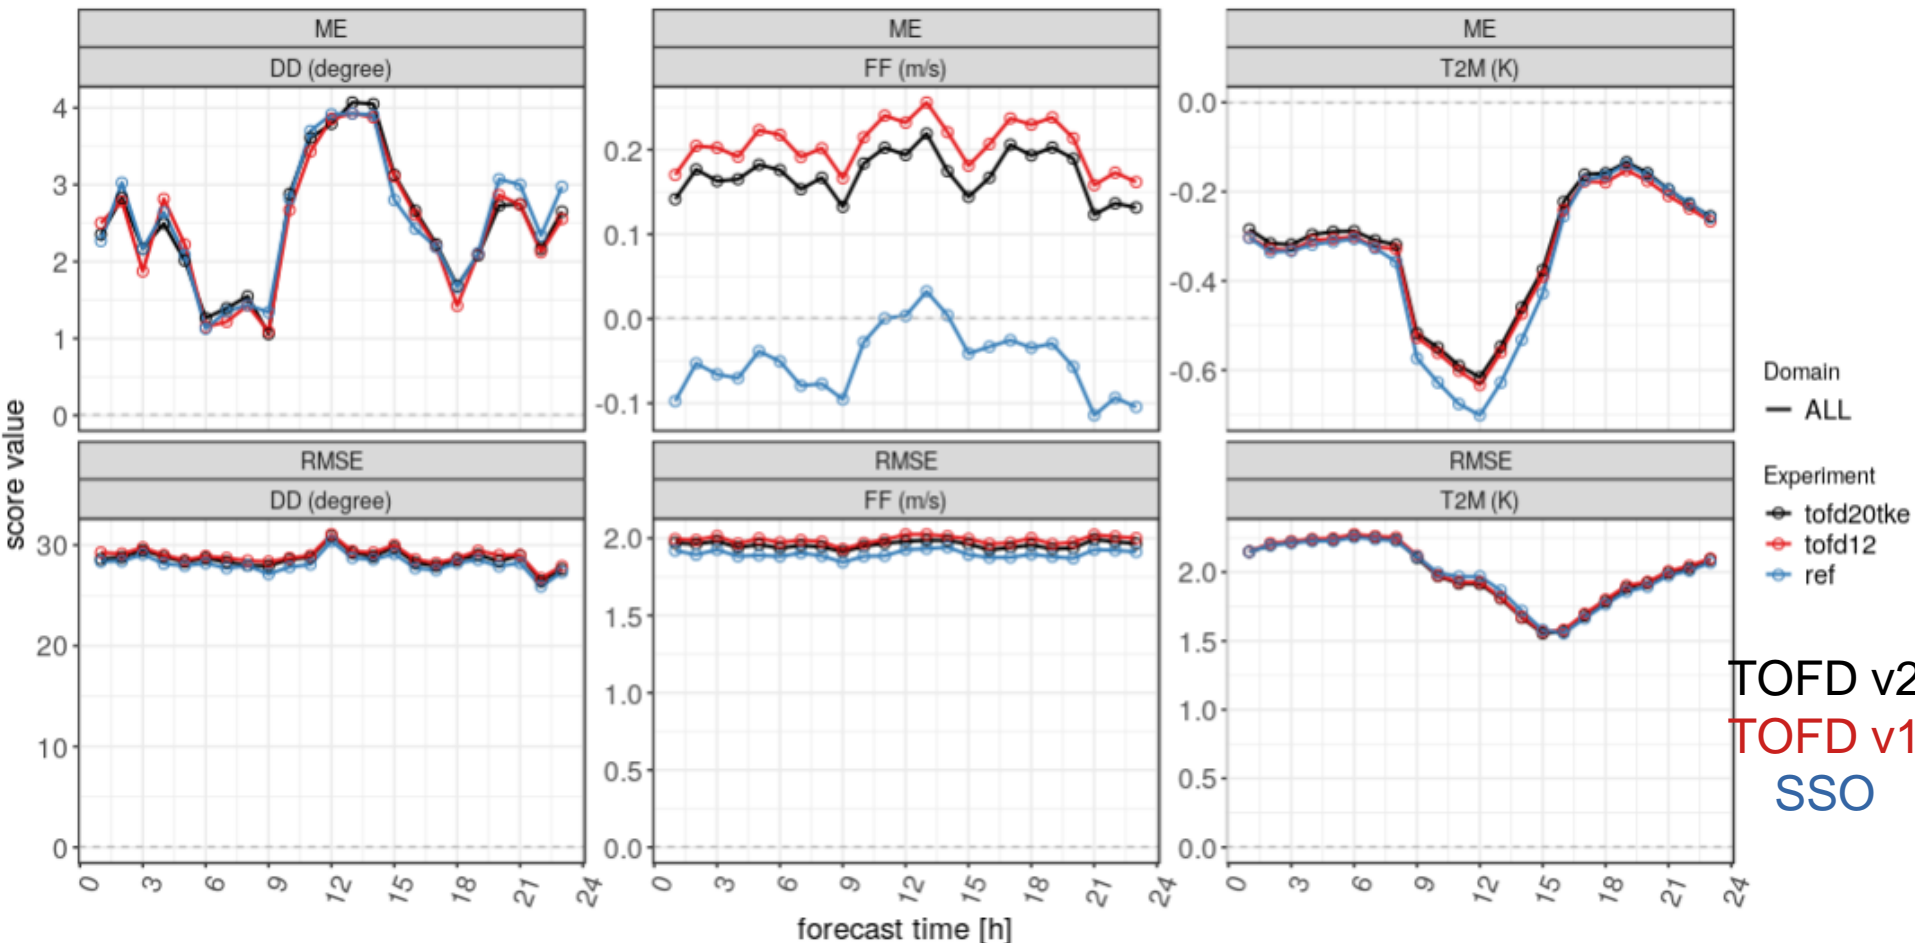 ME ME ME
DD (degree) FF (m/s) T2M (K)
4 3 2 1 0
0.2 0.1 0.0 -0.1
0.0 -0.2 -0.4 -0.6
score value
RMSE RMSE RMSE
DD (degree) FF (m/s) T2M (K)
30 20 10 0
2.0 1.5 1.0 0.5 0.0
2.0 1.5 1.0 0.5 0.0
0 3 6 9 12 15 18 21 24
0 3 6 9 12 15 18 21 24
0 3 6 9 12 15 18 21 24
forecast time [h]
Domain
ALL
Experiment
tofd20tke
tofd12
ref
TOFD v2
TOFD v1
SSO